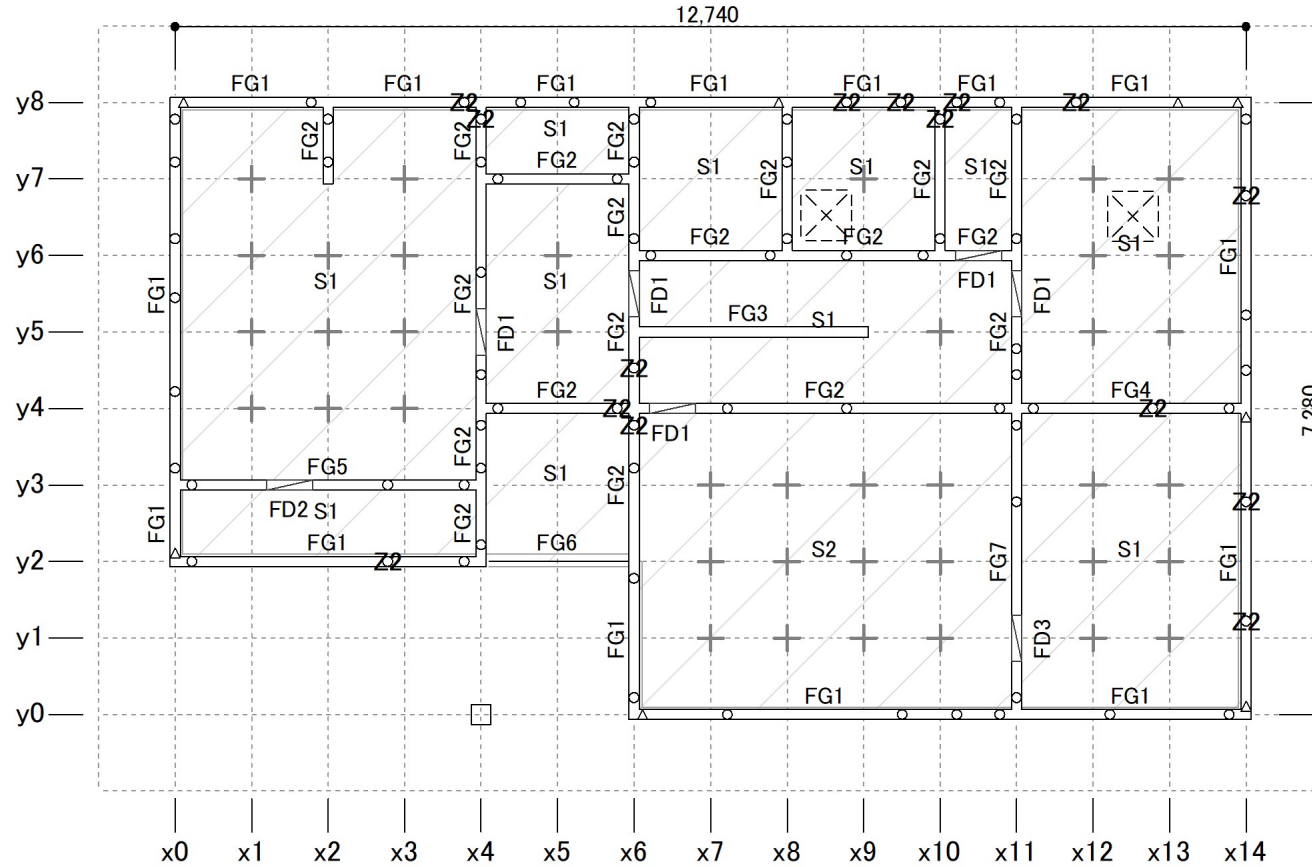 12,740
FG1 FG1 FG1 FG1 FG1 FG1 FG1
y8 Z2 Z2 Z2 Z2 Z2
Z2 Z2
FG2 FG2 S1 FG2
FG2 S1 FG2 S1 FG2 S1 FG2
y7
Z2
FG2
FG2 FG2 FG2 S1 FG1
y6
FG1 S1 FG2 S1 FD1 FD1 FD1
FG3 S1
y5 FD1 FG2 FG2
Z2
FG2 FG2 FG4
y4 Z2 Z2
Z2 FD1
7,280
FG2
FG5 S1 FG2
y3 Z2
FG1 FD2 S1 FG2
FG1 FG6 S2 FG7 S1 FG1
y2 Z2
FG1 FD3 Z2
y1
FG1 FG1
y0
x0 x1 x2 x3 x4 x5 x6 x7 x8 x9 x10 x11 x12 x13 x14